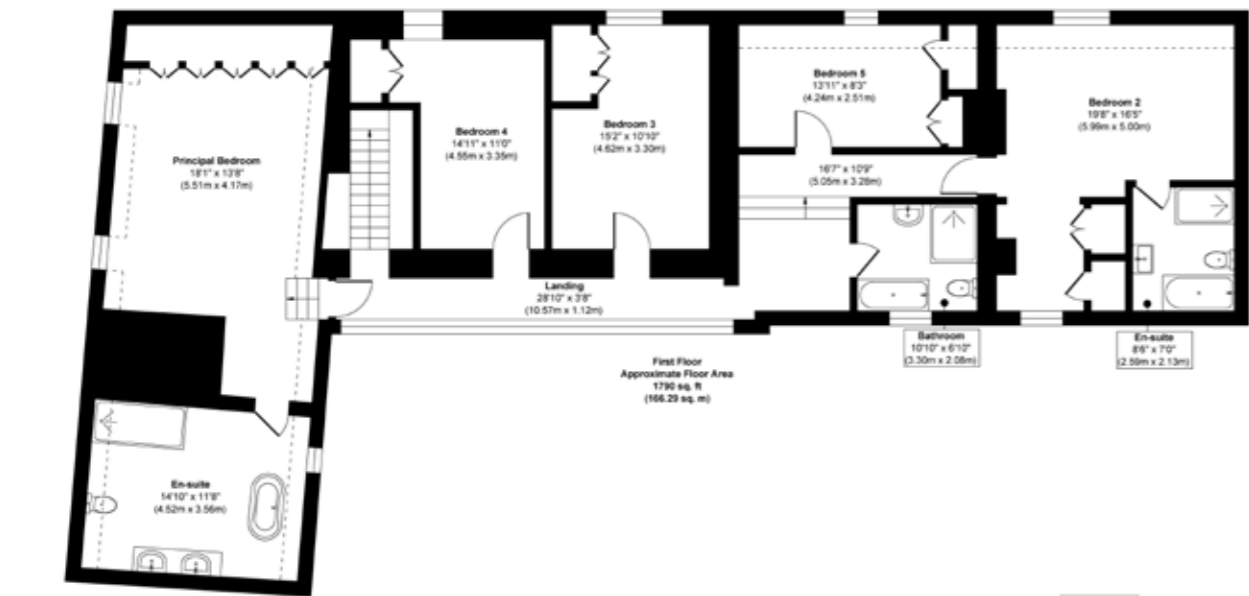 Principal Bedroom
18'1" x 13'8"
(5.51m x 4.17m)
Bedroom 4
14'11" x 11'0"
(4.55m x 3.35m)
Bedroom 3
15'2" x 10'10"
(4.62m x 3.30m)
Bedroom 5
13'11" x 8'3"
(4.24m x 2.51m)
Bedroom 2
19'8" x 16'5"
(5.99m x 5.00m)
16'7" x 10'9"
(5.05m x 3.28m)
Landing
28'10" x 3'8"
(10.57m x 1.12m)
Bathroom
10'10" x 6'10"
(3.30m x 2.08m)
En-suite
8'6" x 7'0"
(2.59m x 2.13m)
First Floor
Approximate Floor Area
1790 sq. ft
(166.29 sq. m)
En-suite
14'10" x 11'8"
(4.52m x 3.56m)